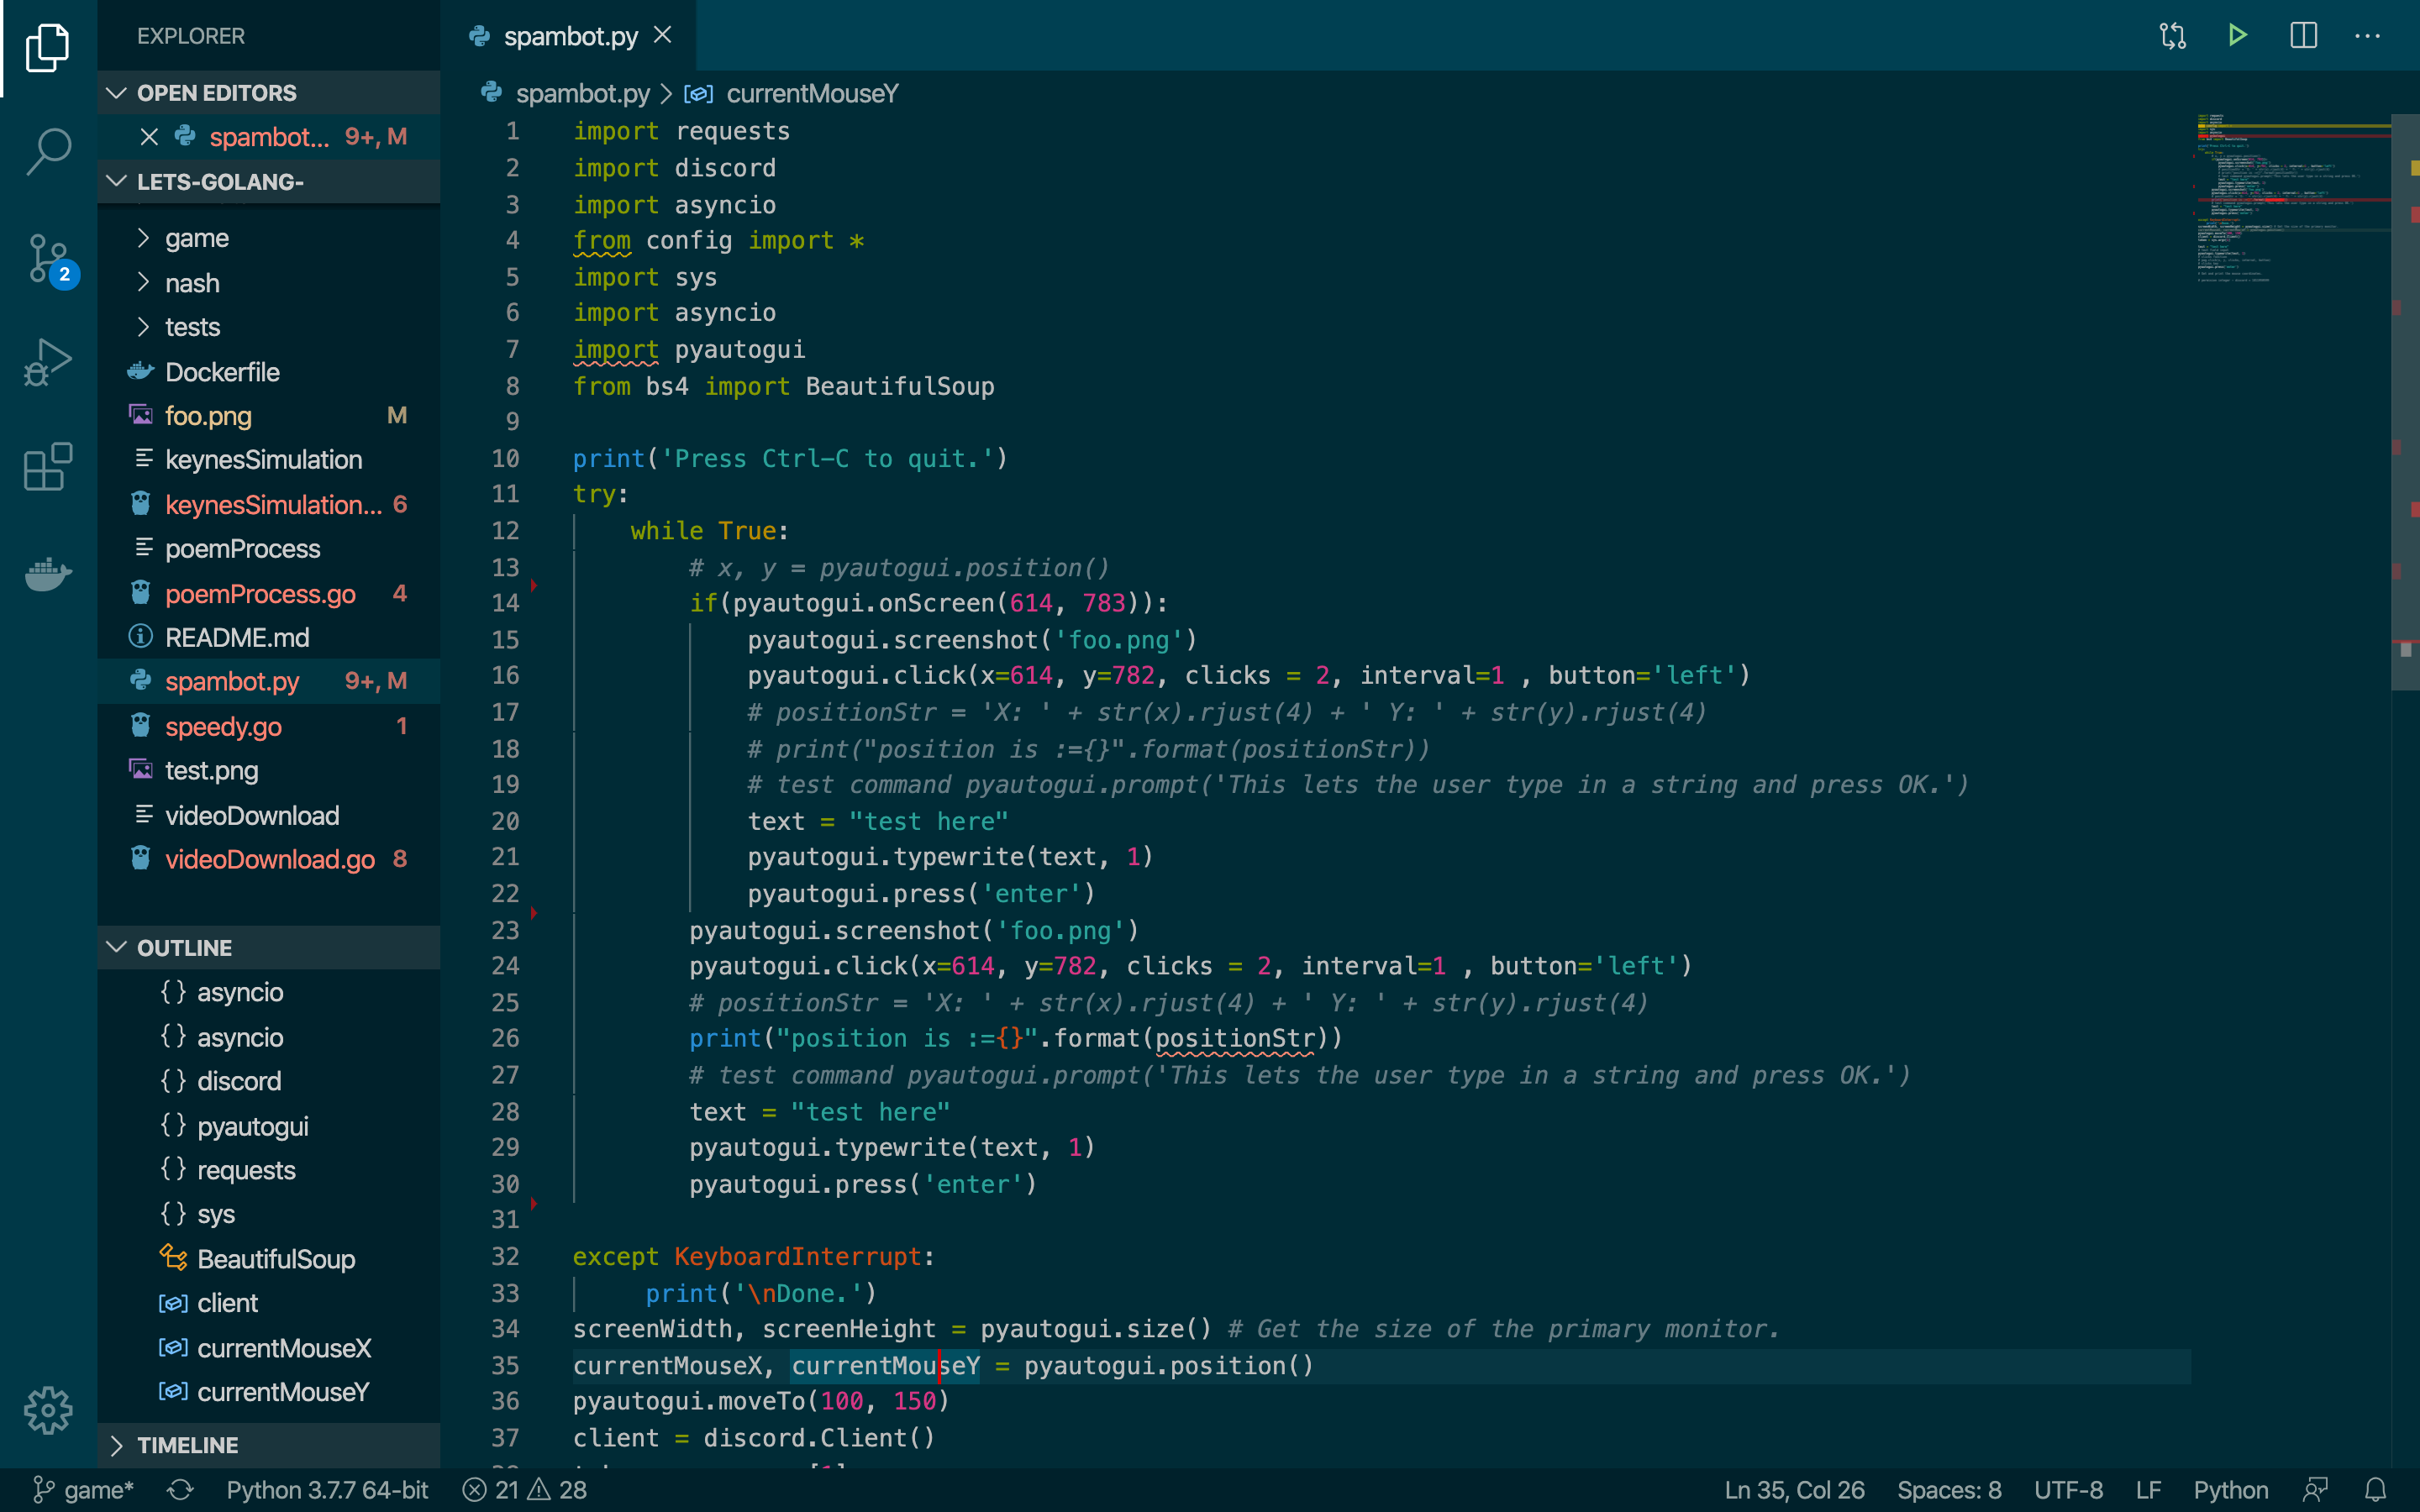 EXPLORER
OPEN EDITORS
spambot... 9+, M
LETS-GOLANG-
game
nash
tests
Dockerfile
foo.png M
keynesSimulation
keynesSimulation... 6
poemProcess
poemProcess.go 4
README.md
spambot.py 9+, M
speedy.go 1
test.png
videoDownload
videoDownload.go 8
OUTLINE
asyncio
asyncio
discord
pyautogui
requests
sys
BeautifulSoup
client
currentMouseX
currentMouseY
TIMELINE
2
spambot.py
spambot.py > currentMouseY
1 import requests
2 import discord
3 import asyncio
4 from config import *
5 import sys
6 import asyncio
7 import pyautogui
8 from bs4 import BeautifulSoup
9
10 print('Press Ctrl-C to quit.')
11 try:
12 while True:
13 # x, y = pyautogui.position()
14 if(pyautogui.onScreen(614, 783)):
15 pyautogui.screenshot('foo.png')
16 pyautogui.click(x=614, y=782, clicks = 2, interval=1 , button='left')
17 # positionStr = 'X: ' + str(x).rjust(4) + ' Y: ' + str(y).rjust(4)
18 # print("position is :={}".format(positionStr))
19 # test command pyautogui.prompt('This lets the user type in a string and press OK.')
20 text = "test here"
21 pyautogui.typewrite(text, 1)
22 pyautogui.press('enter')
23 pyautogui.screenshot('foo.png')
24 pyautogui.click(x=614, y=782, clicks = 2, interval=1 , button='left')
25 # positionStr = 'X: ' + str(x).rjust(4) + ' Y: ' + str(y).rjust(4)
26 print("position is :={}".format(positionStr))
27 # test command pyautogui.prompt('This lets the user type in a string and press OK.')
28 text = "test here"
29 pyautogui.typewrite(text, 1)
30 pyautogui.press('enter')
31
32 except KeyboardInterrupt:
33 print('\nDone.')
34 screenWidth, screenHeight = pyautogui.size() # Get the size of the primary monitor.
35 currentMouseX, currentMouseY = pyautogui.position()
36 pyautogui.moveTo(100, 150)
37 client = discord.Client()
game* Python 3.7.7 64-bit 21 28 Ln 35, Col 26 Spaces: 8 UTF-8 LF Python